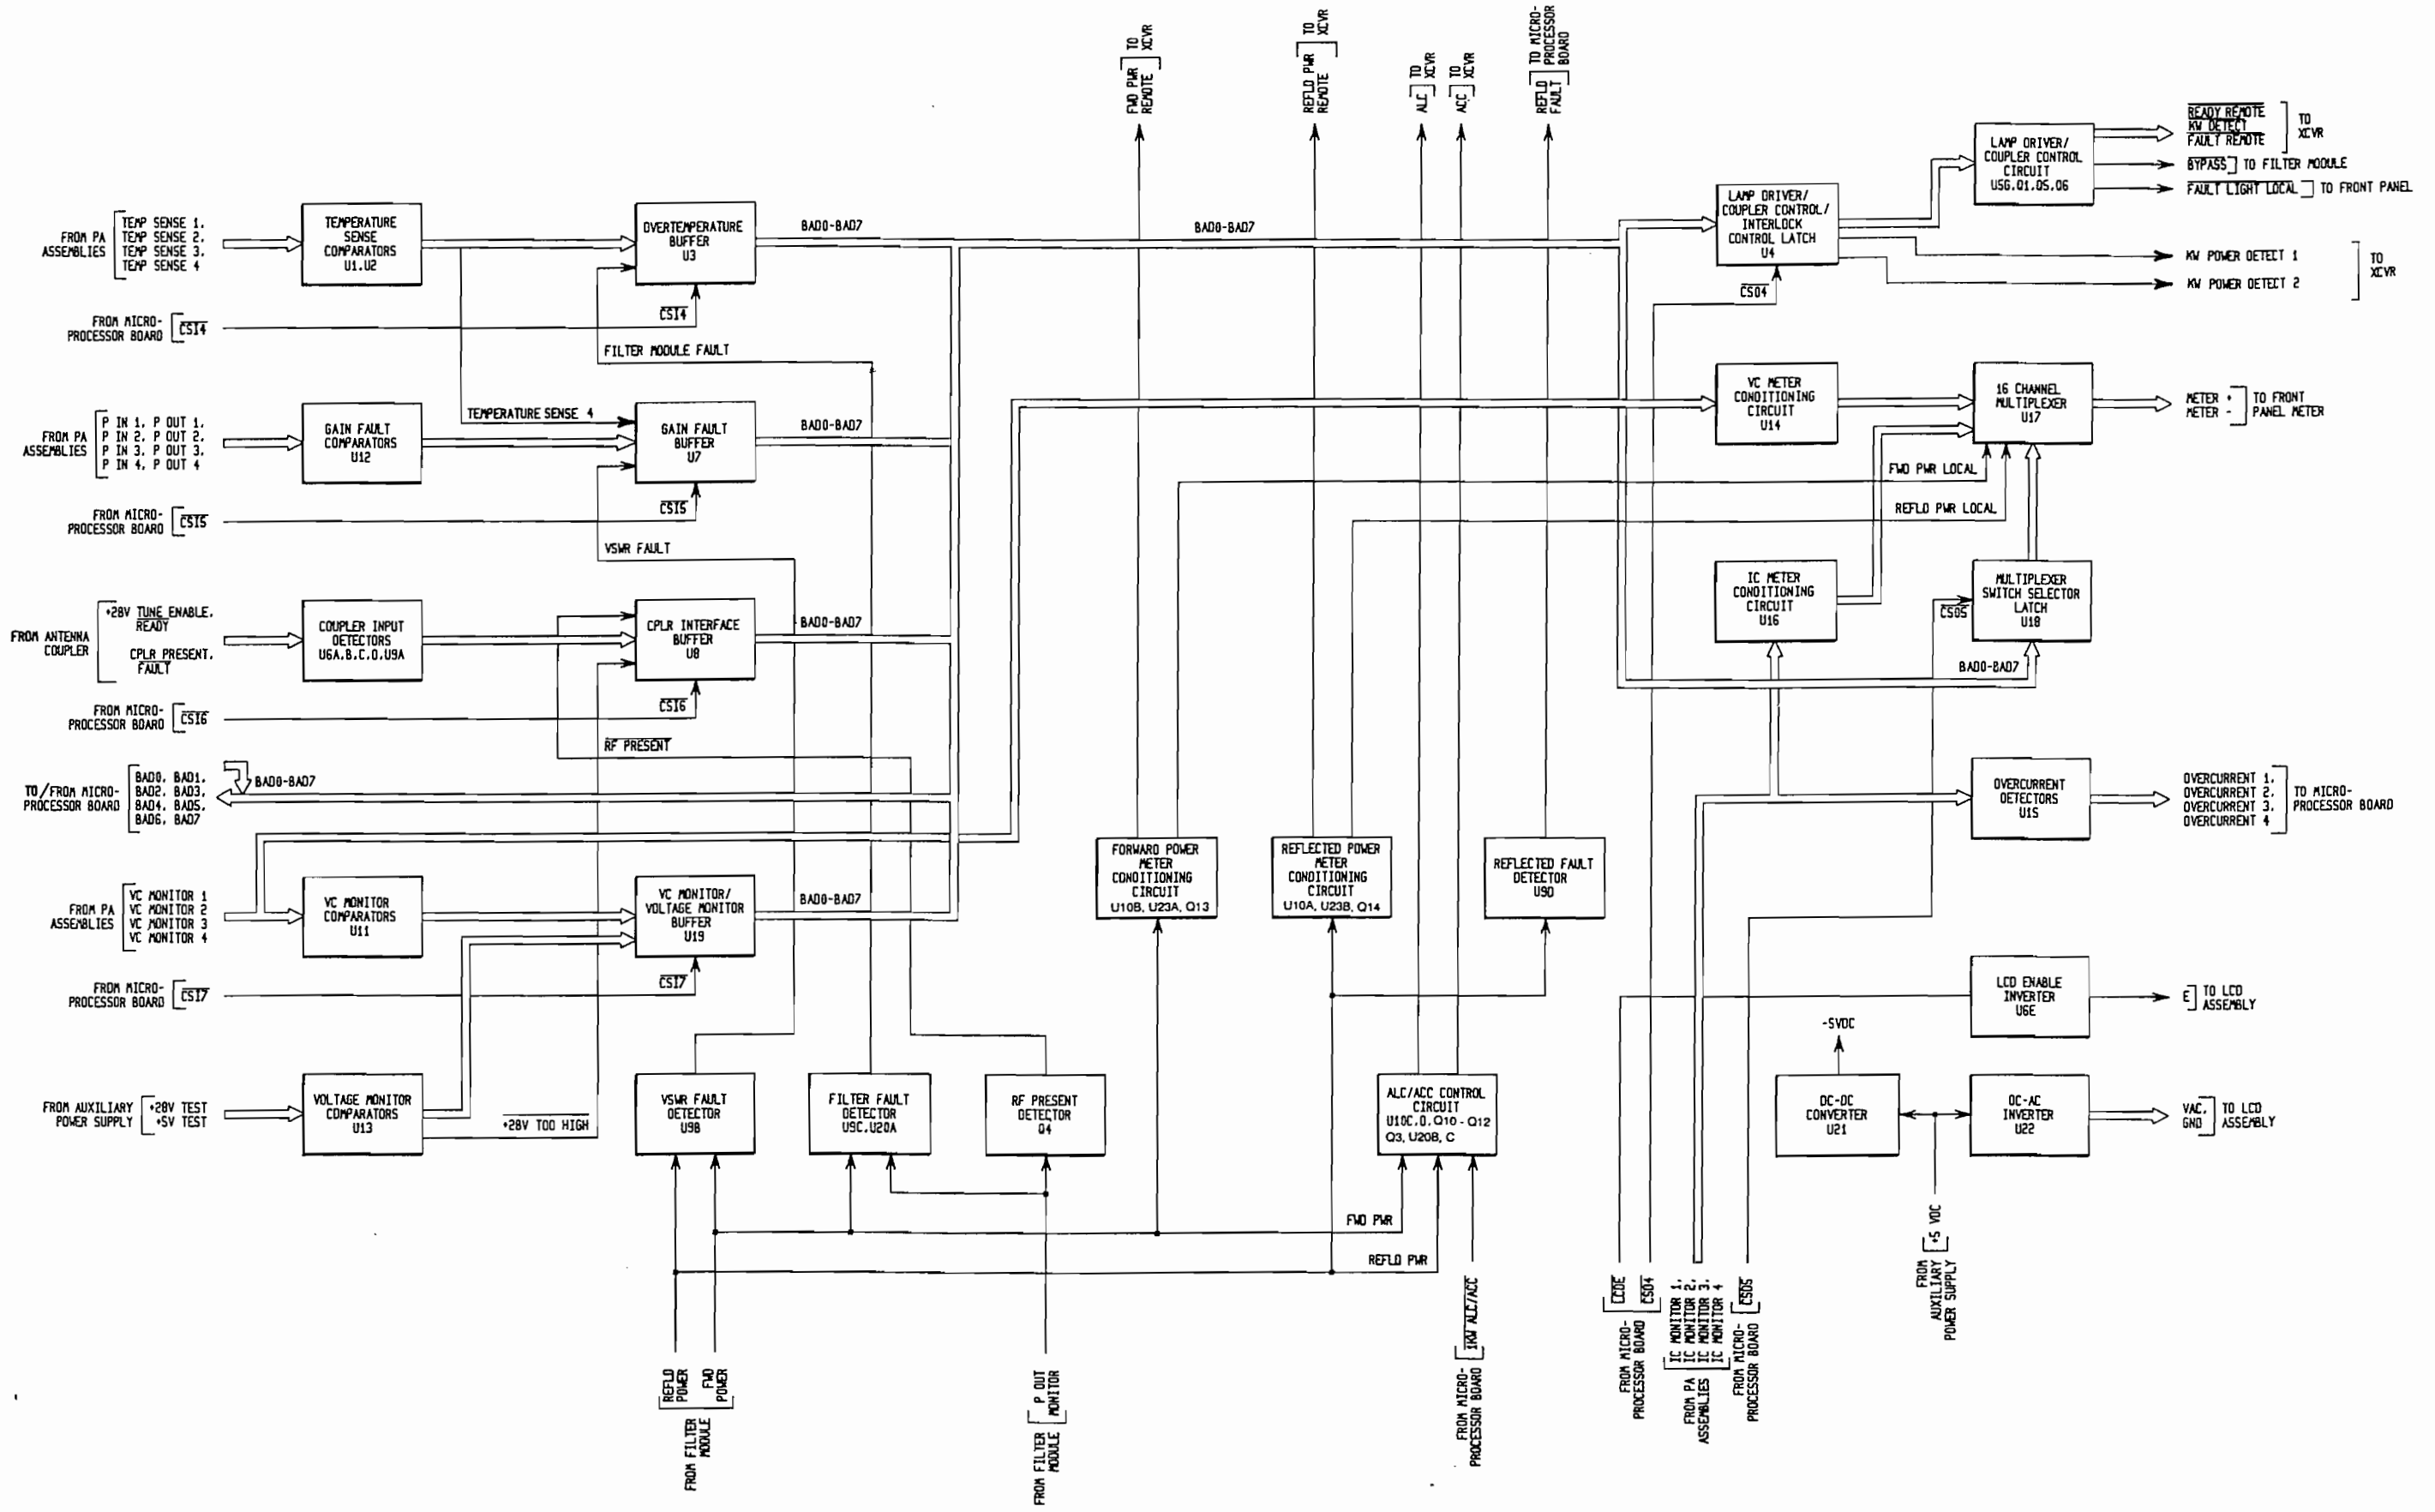 FWD PWR
REMOTE
TO
XCVR
REFLD PWR
REMOTE
TO
XCVR
ALC
TO
XCVR
ACC
TO
XCVR
REFLD
FAULT
TO MICRO-
PROCESSOR
BOARD
FROM PA
ASSEMBLIES
TEMP SENSE 1,
TEMP SENSE 2,
TEMP SENSE 3,
TEMP SENSE 4
TEMPERATURE
SENSE
COMPARATORS
U1,U2
OVERTEMPERATURE
BUFFER
U3
BAD0-BAD7
BAD0-BAD7
LAMP DRIVER/
COUPLER CONTROL/
INTERLOCK
CONTROL LATCH
U4
LAMP DRIVER/
COUPLER CONTROL
CIRCUIT
U5G,Q1,Q5,Q6
READY REMOTE
KW DETECT
FAULT REMOTE
TO
XCVR
BYPASS
TO FILTER MODULE
FAULT LIGHT LOCAL
TO FRONT PANEL
KW POWER DETECT 1
KW POWER DETECT 2
TO
XCVR
CSO4
FROM MICRO-
PROCESSOR BOARD
CSI4
CSI4
FILTER MODULE FAULT
TEMPERATURE SENSE 4
FROM PA
ASSEMBLIES
P IN 1, P OUT 1,
P IN 2, P OUT 2,
P IN 3, P OUT 3,
P IN 4, P OUT 4
GAIN FAULT
COMPARATORS
U12
GAIN FAULT
BUFFER
U7
BAD0-BAD7
VC METER
CONDITIONING
CIRCUIT
U14
16 CHANNEL
MULTIPLEXER
U17
METER +
METER -
TO FRONT
PANEL METER
FWD PWR LOCAL
REFLD PWR LOCAL
FROM MICRO-
PROCESSOR BOARD
CSI5
CSI5
VSWR FAULT
FROM ANTENNA
COUPLER
+28V TUNE ENABLE,
READY
CPLR PRESENT,
FAULT
COUPLER INPUT
DETECTORS
U6A,B,C,D,U9A
CPLR INTERFACE
BUFFER
U8
BAD0-BAD7
IC METER
CONDITIONING
CIRCUIT
U16
MULTIPLEXER
SWITCH SELECTOR
LATCH
U18
CSO5
BAD0-BAD7
FROM MICRO-
PROCESSOR BOARD
CSI6
CSI6
RF PRESENT
TO/FROM MICRO-
PROCESSOR BOARD
BAD0, BAD1,
BAD2, BAD3,
BAD4, BAD5,
BAD6, BAD7
BAD0-BAD7
OVERCURRENT
DETECTORS
U15
OVERCURRENT 1,
OVERCURRENT 2,
OVERCURRENT 3,
OVERCURRENT 4
TO MICRO-
PROCESSOR BOARD
FROM PA
ASSEMBLIES
VC MONITOR 1
VC MONITOR 2
VC MONITOR 3
VC MONITOR 4
VC MONITOR
COMPARATORS
U11
VC MONITOR/
VOLTAGE MONITOR
BUFFER
U19
BAD0-BAD7
FORWARD POWER
METER
CONDITIONING
CIRCUIT
U10B, U23A, Q13
REFLECTED POWER
METER
CONDITIONING
CIRCUIT
U10A, U23B, Q14
REFLECTED FAULT
DETECTOR
U9D
FROM MICRO-
PROCESSOR BOARD
CSI7
CSI7
LCD ENABLE
INVERTER
U6E
E
TO LCD
ASSEMBLY
-5VDC
FROM AUXILIARY
POWER SUPPLY
+28V TEST
+5V TEST
VOLTAGE MONITOR
COMPARATORS
U13
+28V TOO HIGH
VSWR FAULT
DETECTOR
U9B
FILTER FAULT
DETECTOR
U9C,U20A
RF PRESENT
DETECTOR
Q4
ALC/ACC CONTROL
CIRCUIT
U10C,D,Q10 - Q12
Q3, U20B, C
DC-DC
CONVERTER
U21
DC-AC
INVERTER
U22
VAC,
GND
TO LCD
ASSEMBLY
FWD PWR
REFLD PWR
REFLD
POWER
FWD
POWER
FROM FILTER
MODULE
P OUT
MONITOR
FROM FILTER
MODULE
1KW ALC/ACC
FROM MICRO-
PROCESSOR BOARD
LCDE
CSO4
FROM MICRO-
PROCESSOR BOARD
IC MONITOR 1,
IC MONITOR 2,
IC MONITOR 3,
IC MONITOR 4
FROM PA
ASSEMBLIES
CSO5
FROM MICRO-
PROCESSOR BOARD
+5 VDC
FROM
AUXILIARY
POWER SUPPLY